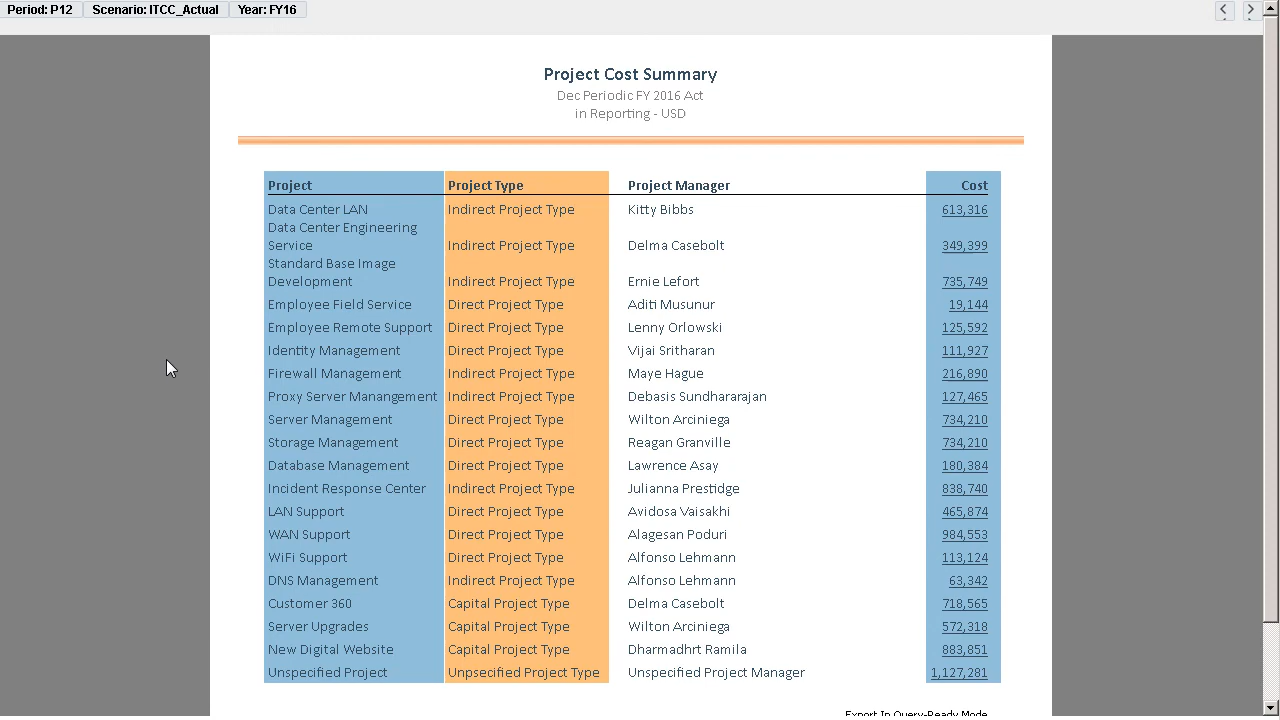 Period: P12 Scenario: ITCC_Actual Year: FY16
Project Cost Summary
Dec Periodic FY 2016 Act
in Reporting - USD
Project Project Type Project Manager Cost
Data Center LAN Indirect Project Type Kitty Bibbs 613,316
Data Center Engineering
Service Indirect Project Type Delma Casebolt 349,399
Standard Base Image
Development Indirect Project Type Ernie Lefort 735,749
Employee Field Service Direct Project Type Aditi Musunur 19,144
Employee Remote Support Direct Project Type Lenny Orlowski 125,592
Identity Management Direct Project Type Vijai Sritharan 111,927
Firewall Management Indirect Project Type Maye Hague 216,890
Proxy Server Manangement Indirect Project Type Debasis Sundhararajan 127,465
Server Management Direct Project Type Wilton Arciniega 734,210
Storage Management Direct Project Type Reagan Granville 734,210
Database Management Direct Project Type Lawrence Asay 180,384
Incident Response Center Indirect Project Type Julianna Prestidge 838,740
LAN Support Direct Project Type Avidosa Vaisakhi 465,874
WAN Support Direct Project Type Alagesan Poduri 984,553
WiFi Support Direct Project Type Alfonso Lehmann 113,124
DNS Management Indirect Project Type Alfonso Lehmann 63,342
Customer 360 Capital Project Type Delma Casebolt 718,565
Server Upgrades Capital Project Type Wilton Arciniega 572,318
New Digital Website Capital Project Type Dharmadhrt Ramila 883,851
Unspecified Project Unpsecified Project Type Unspecified Project Manager 1,127,281
Export In Query-Ready Mode